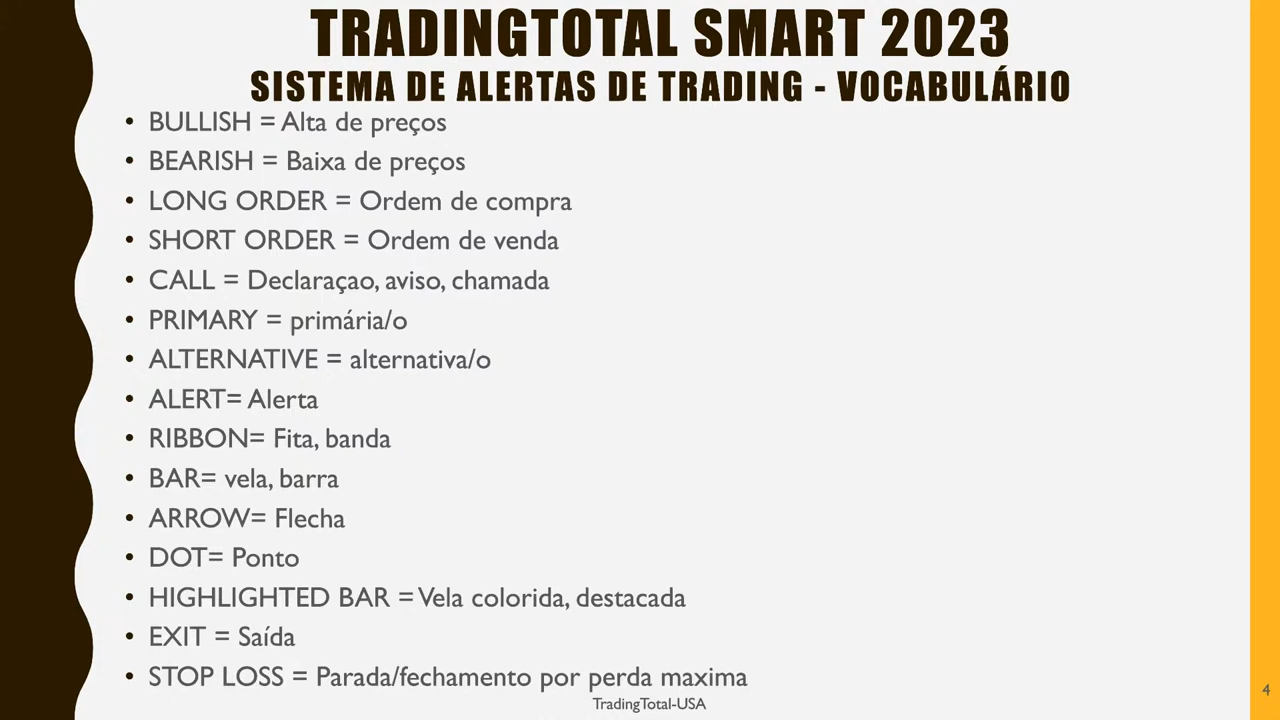 TRADINGTOTAL SMART 2023
SISTEMA DE ALERTAS DE TRADING - VOCABULÁRIO
• BULLISH = Alta de preços
• BEARISH = Baixa de preços
• LONG ORDER = Ordem de compra
• SHORT ORDER = Ordem de venda
• CALL = Declaraçao, aviso, chamada
• PRIMARY = primária/o
• ALTERNATIVE = alternativa/o
• ALERT= Alerta
• RIBBON= Fita, banda
• BAR= vela, barra
• ARROW= Flecha
• DOT= Ponto
• HIGHLIGHTED BAR = Vela colorida, destacada
• EXIT = Saída
• STOP LOSS = Parada/fechamento por perda maxima
TradingTotal-USA
4